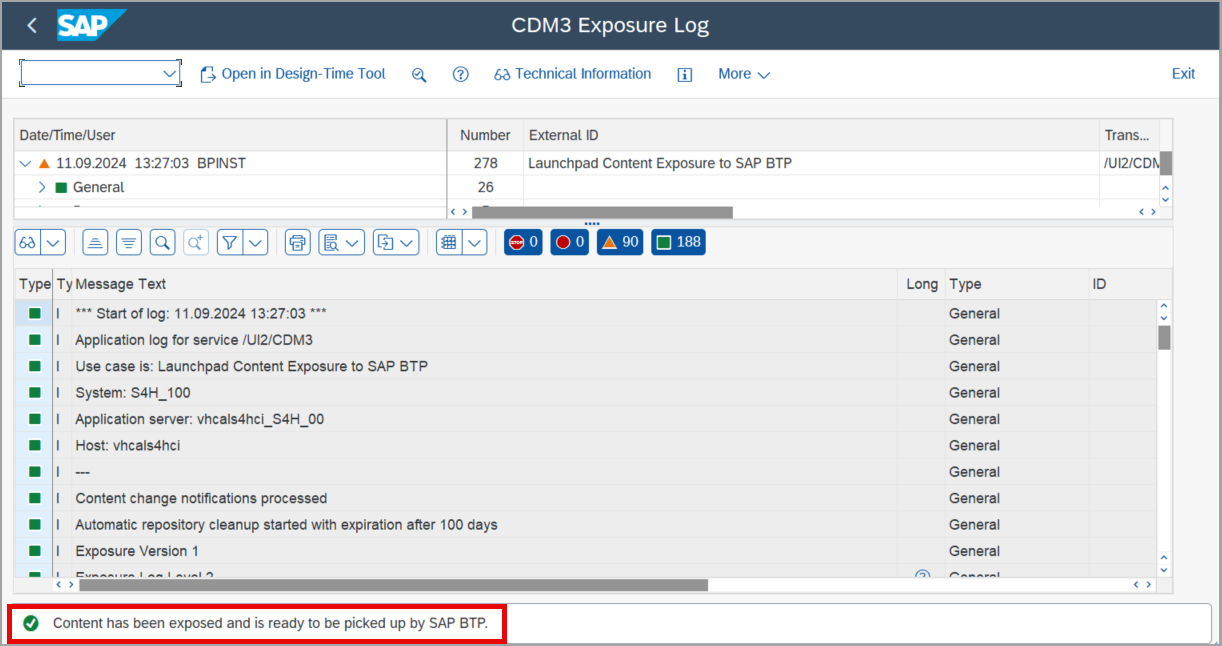 SAP CDM3 Exposure Log
Open in Design-Time Tool Technical Information More Exit
Date/Time/User Number External ID Trans...
11.09.2024 13:27:03 BPINST 278 Launchpad Content Exposure to SAP BTP /UI2/CDM
General 26
STOP 0 0 90 188
Type Ty Message Text Long Type ID
I *** Start of log: 11.09.2024 13:27:03 *** General
I Application log for service /UI2/CDM3 General
I Use case is: Launchpad Content Exposure to SAP BTP General
I System: S4H_100 General
I Application server: vhcals4hci_S4H_00 General
I Host: vhcals4hci General
I --- General
I Content change notifications processed General
I Automatic repository cleanup started with expiration after 100 days General
I Exposure Version 1 General
I Exposure Log Level 2 General
Content has been exposed and is ready to be picked up by SAP BTP.